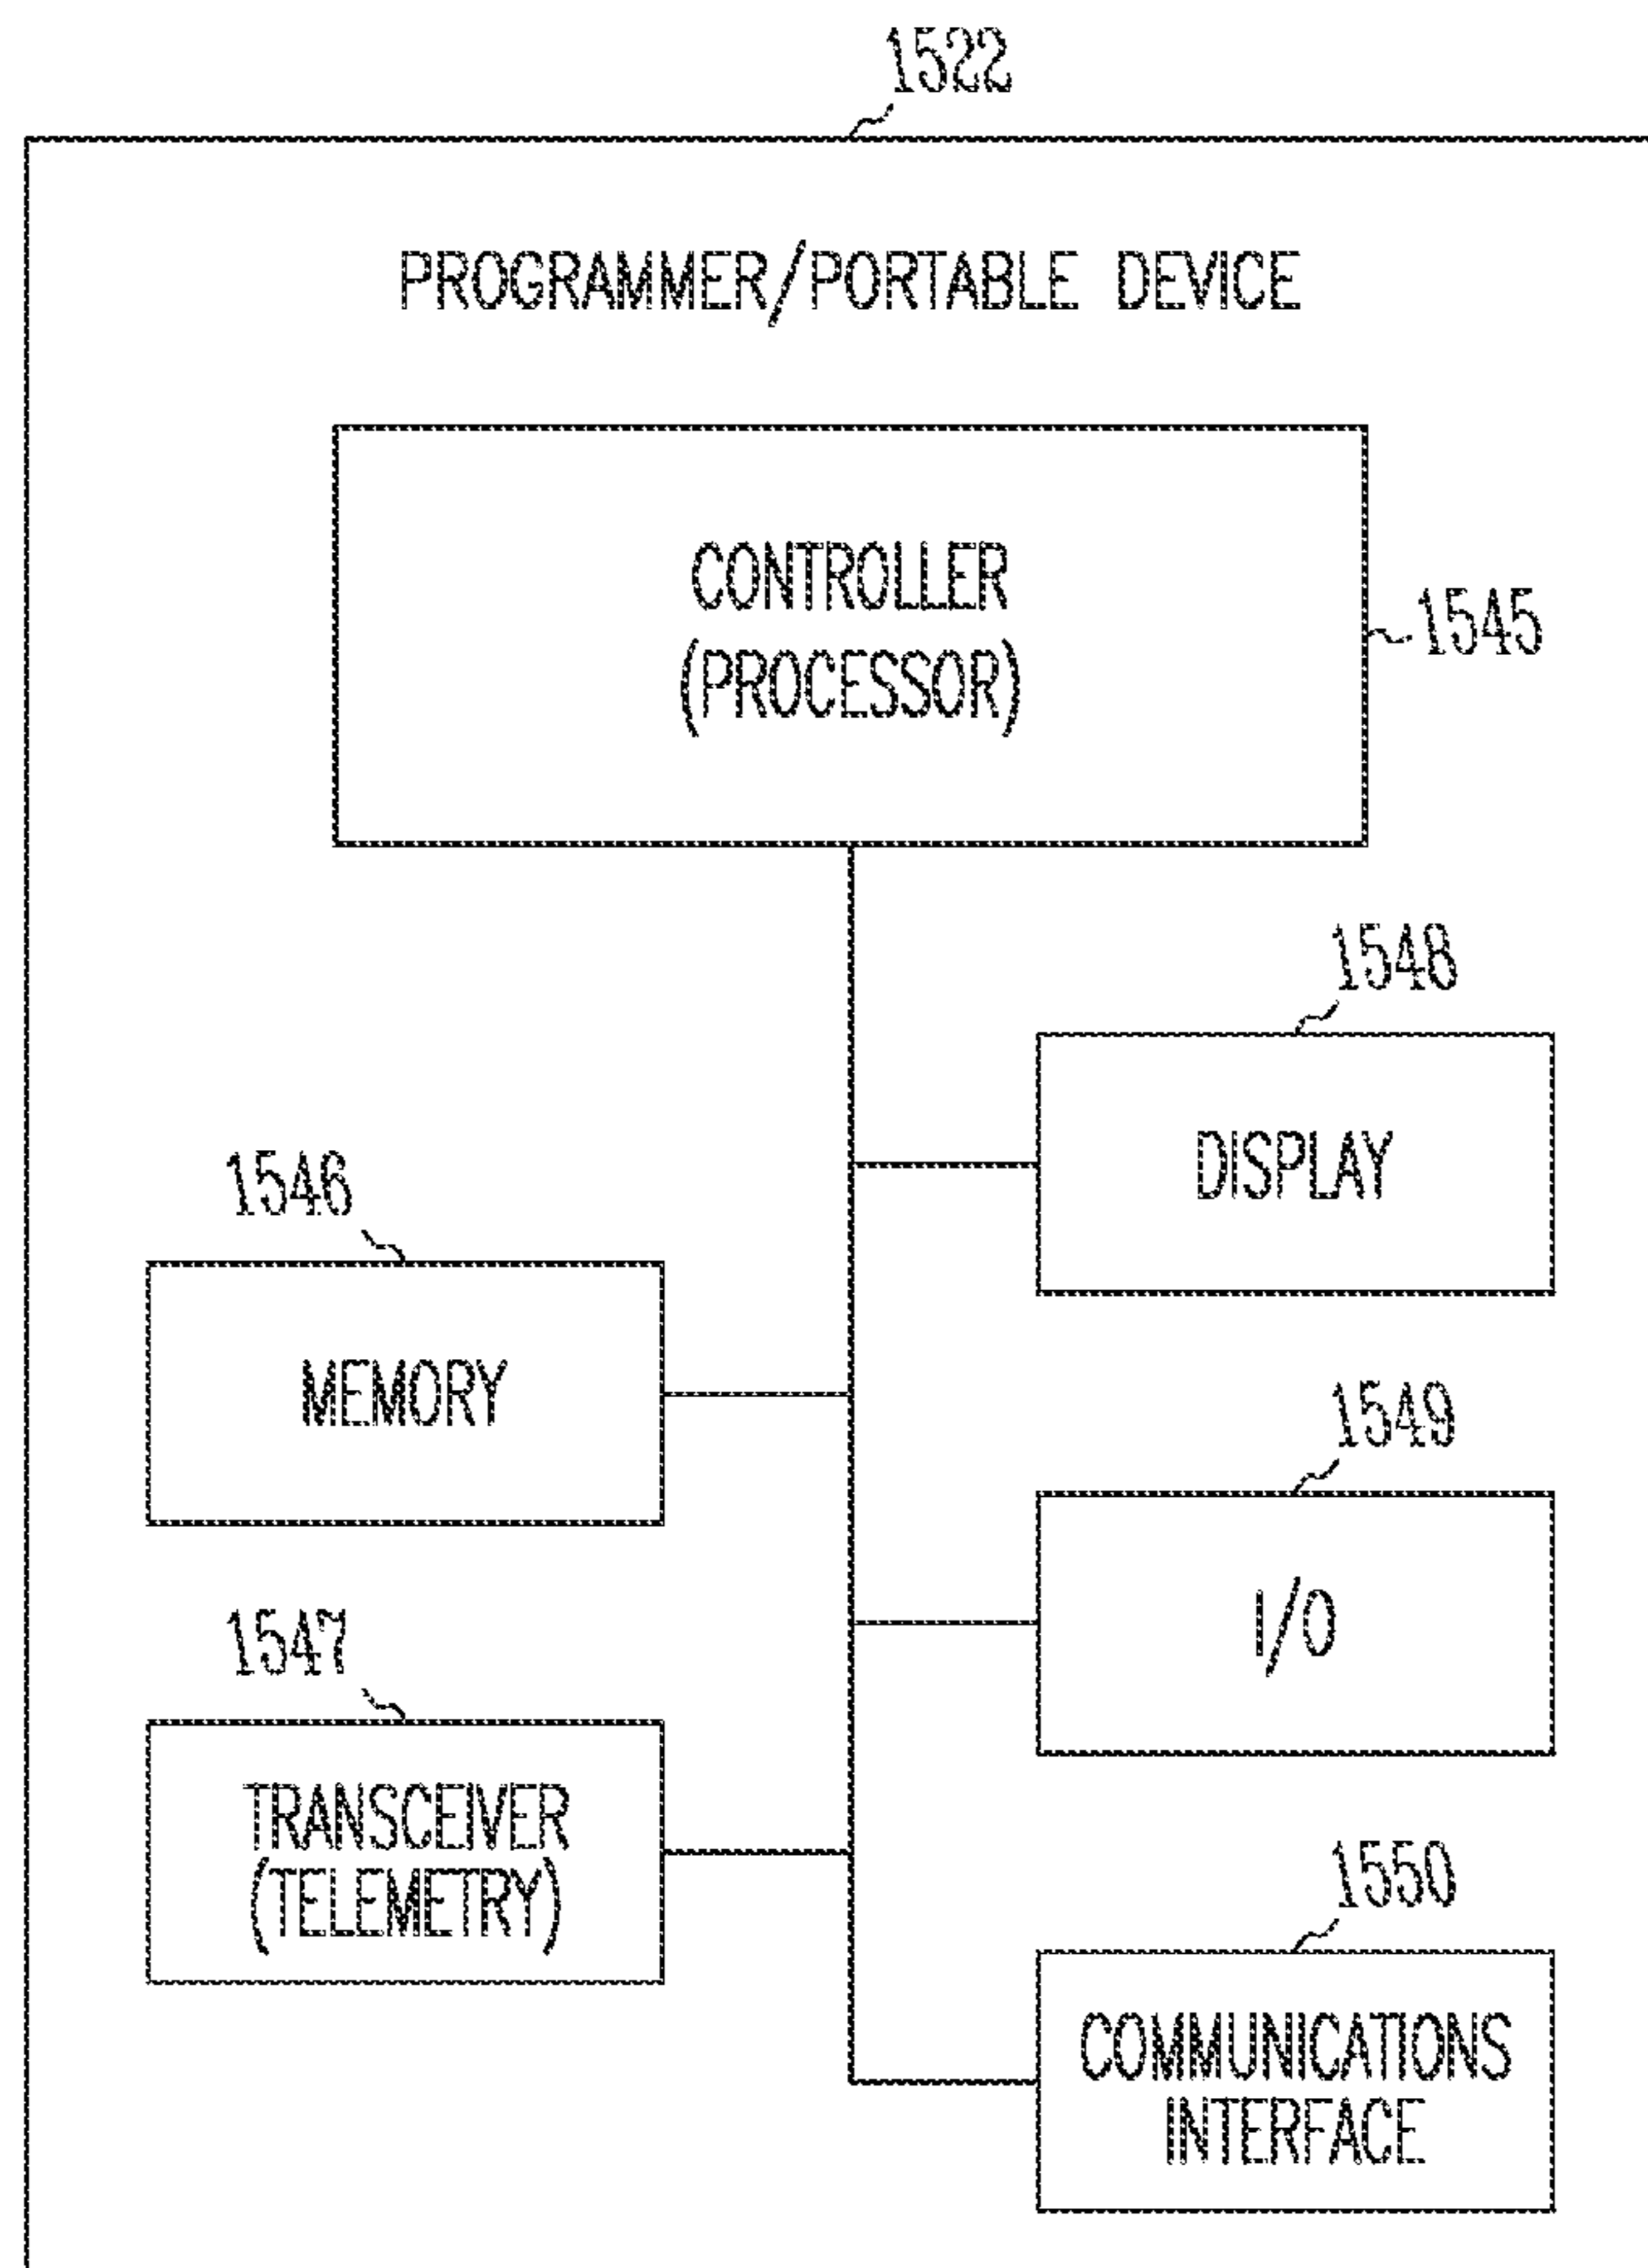 1522
PROGRAMMER/PORTABLE DEVICE
CONTROLLER
(PROCESSOR)
1545
1548
DISPLAY
1546
MEMORY
1549
I/O
1547
TRANSCEIVER
(TELEMETRY)
1550
COMMUNICATIONS
INTERFACE